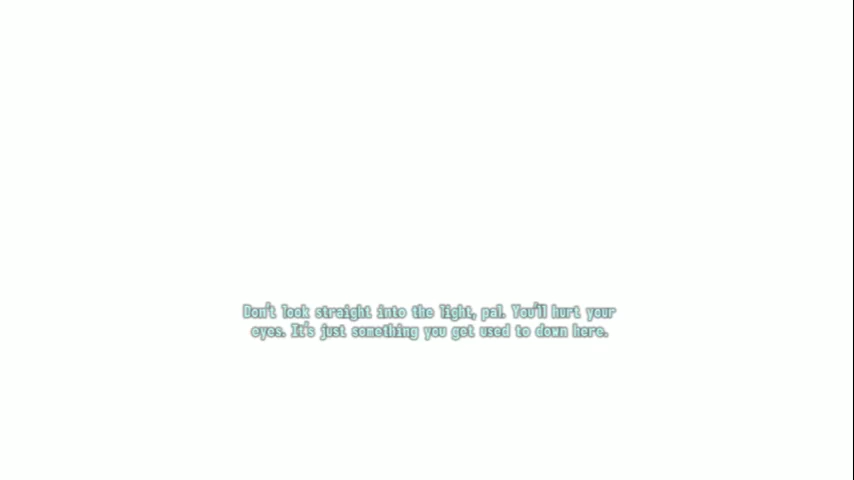 Don't look straight into the light, pal. You'll hurt your
eyes. It's just something you get used to down here.